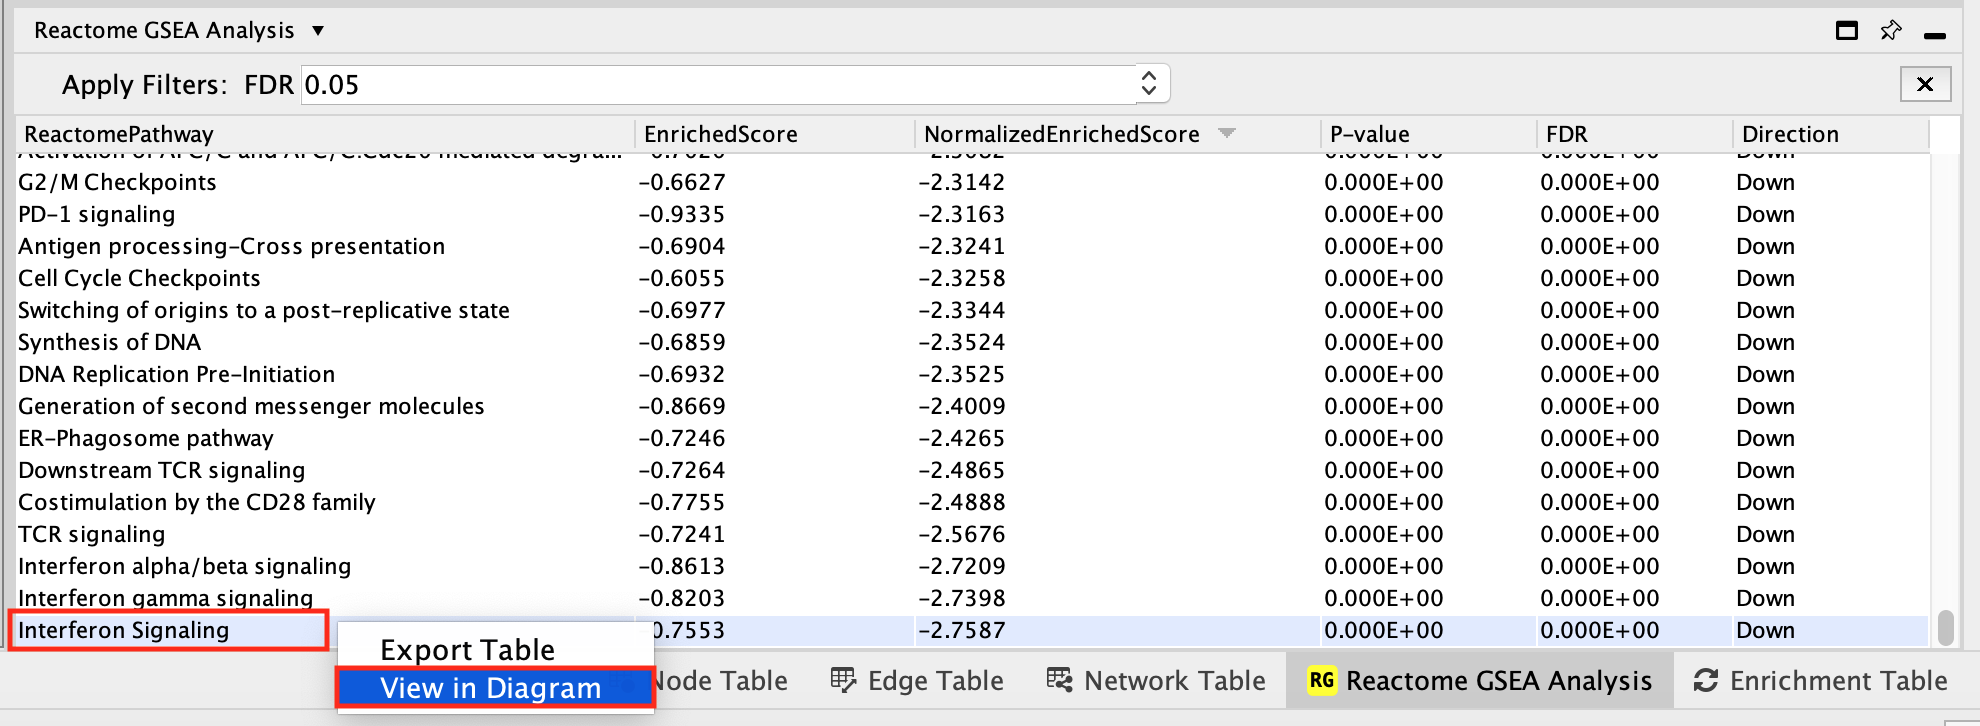 Reactome GSEA Analysis ▼
Apply Filters: FDR 0.05
ReactomePathway EnrichedScore NormalizedEnrichedScore P-value FDR Direction
G2/M Checkpoints -0.6627 -2.3142 0.000E+00 0.000E+00 Down
PD-1 signaling -0.9335 -2.3163 0.000E+00 0.000E+00 Down
Antigen processing-Cross presentation -0.6904 -2.3241 0.000E+00 0.000E+00 Down
Cell Cycle Checkpoints -0.6055 -2.3258 0.000E+00 0.000E+00 Down
Switching of origins to a post-replicative state -0.6977 -2.3344 0.000E+00 0.000E+00 Down
Synthesis of DNA -0.6859 -2.3524 0.000E+00 0.000E+00 Down
DNA Replication Pre-Initiation -0.6932 -2.3525 0.000E+00 0.000E+00 Down
Generation of second messenger molecules -0.8669 -2.4009 0.000E+00 0.000E+00 Down
ER-Phagosome pathway -0.7246 -2.4265 0.000E+00 0.000E+00 Down
Downstream TCR signaling -0.7264 -2.4865 0.000E+00 0.000E+00 Down
Costimulation by the CD28 family -0.7755 -2.4888 0.000E+00 0.000E+00 Down
TCR signaling -0.7241 -2.5676 0.000E+00 0.000E+00 Down
Interferon alpha/beta signaling -0.8613 -2.7209 0.000E+00 0.000E+00 Down
Interferon gamma signaling -0.8203 -2.7398 0.000E+00 0.000E+00 Down
Interferon Signaling 0.7553 -2.7587 0.000E+00 0.000E+00 Down
Export Table
View in Diagram
Node Table Edge Table Network Table RG Reactome GSEA Analysis Enrichment Table